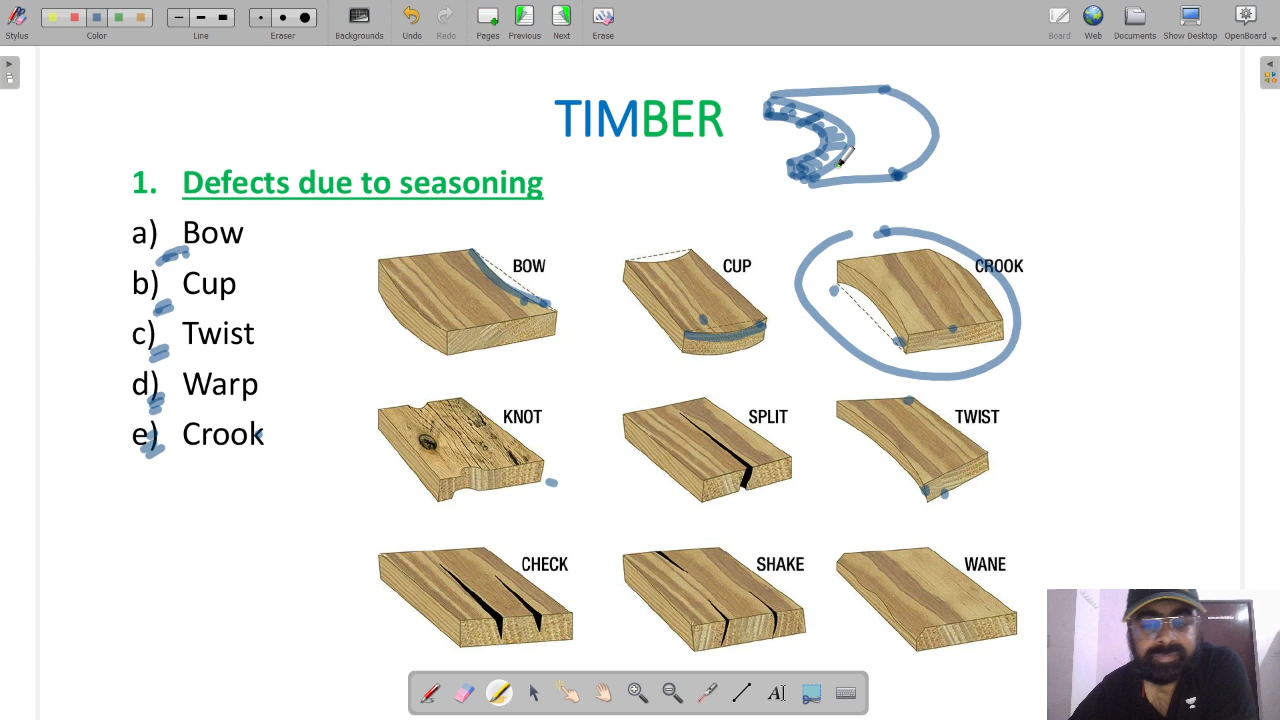 Stylus Color Line Eraser Backgrounds Undo Redo Pages Previous Next Erase Board Web Documents Show Desktop OpenBoard
TIMBER
1. Defects due to seasoning
a) Bow
b) Cup
c) Twist
d) Warp
e) Crook
BOW CUP CROOK
KNOT SPLIT TWIST
CHECK SHAKE WANE